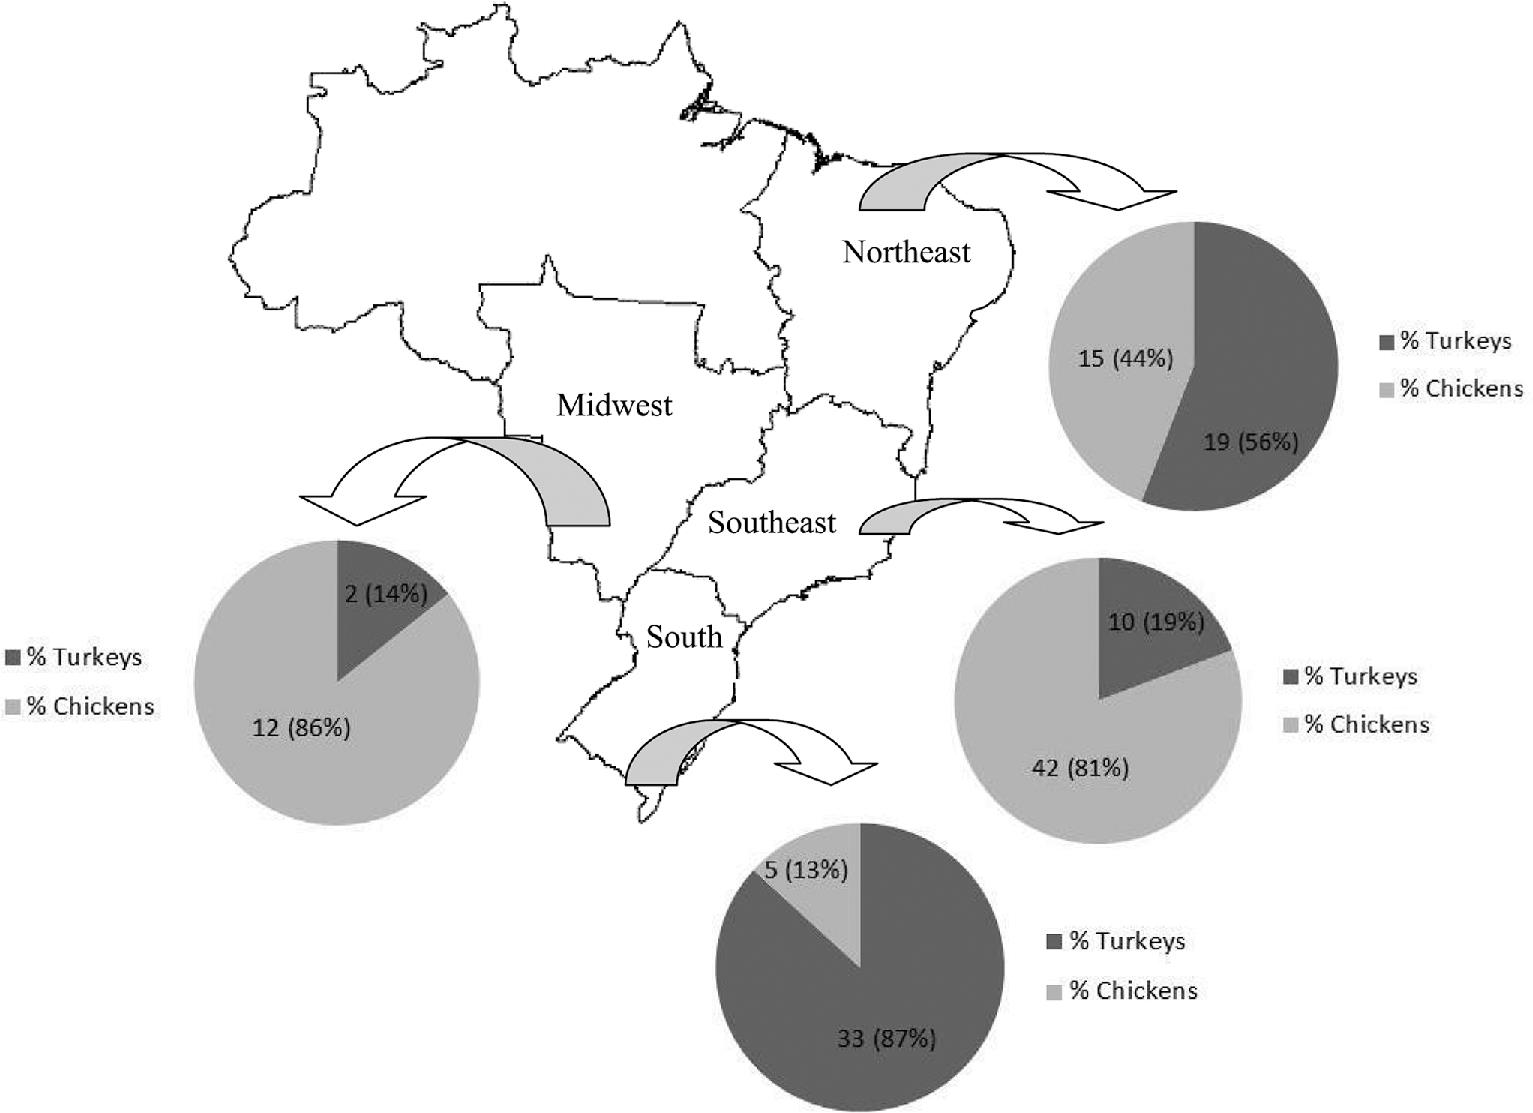 Northeast
15 (44%)
19 (56%)
% Turkeys
% Chickens
Midwest
2 (14%)
12 (86%)
% Turkeys
% Chickens
Southeast
10 (19%)
42 (81%)
% Turkeys
% Chickens
South
5 (13%)
33 (87%)
% Turkeys
% Chickens